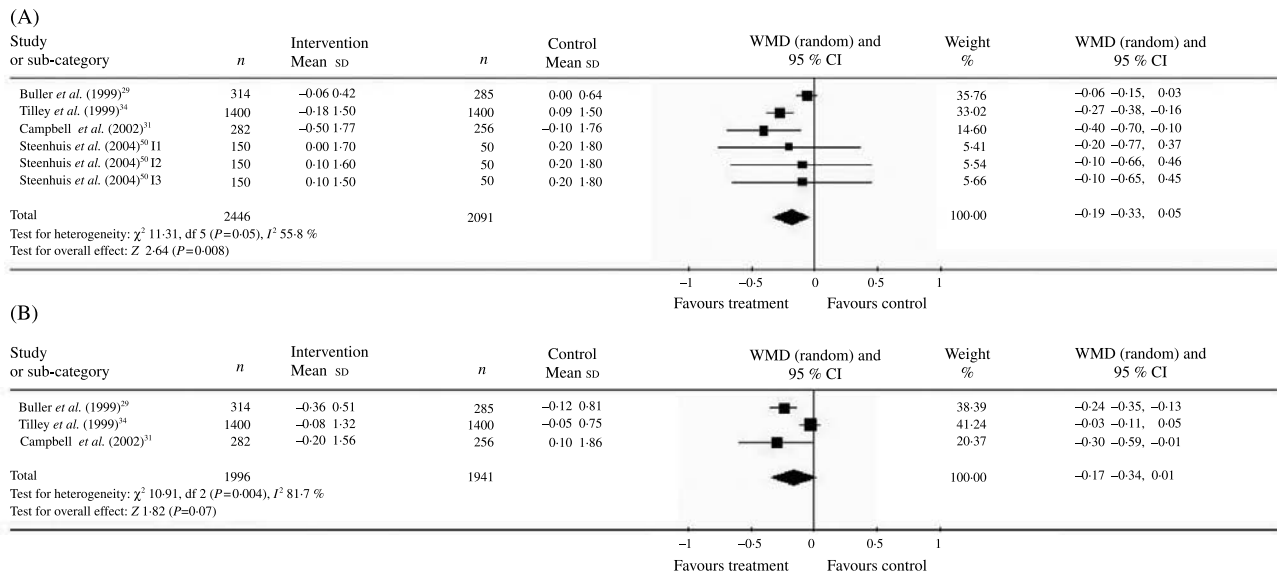 (A)
Study or sub-category n Intervention Mean SD n Control Mean SD WMD (random) and 95 % CI Weight % WMD (random) and 95 % CI
Buller et al. (1999)29 314 −0·06 0·42 285 0·00 0·64 35·76 −0·06 −0·15, 0·03
Tilley et al. (1999)34 1400 −0·18 1·50 1400 0·09 1·50 33·02 −0·27 −0·38, −0·16
Campbell et al. (2002)31 282 −0·50 1·77 256 −0·10 1·76 14·60 −0·40 −0·70, −0·10
Steenhuis et al. (2004)50 I1 150 0·00 1·70 50 0·20 1·80 5·41 −0·20 −0·77, 0·37
Steenhuis et al. (2004)50 I2 150 0·10 1·60 50 0·20 1·80 5·54 −0·10 −0·66, 0·46
Steenhuis et al. (2004)50 I3 150 0·10 1·50 50 0·20 1·80 5·66 −0·10 −0·65, 0·45
Total 2446 2091 100·00 −0·19 −0·33, 0·05
Test for heterogeneity: χ2 11·31, df 5 (P=0·05), I2 55·8 %
Test for overall effect: Z 2·64 (P=0·008)
−1 −0·5 0 0·5 1
Favours treatment Favours control
(B)
Study or sub-category n Intervention Mean SD n Control Mean SD WMD (random) and 95 % CI Weight % WMD (random) and 95 % CI
Buller et al. (1999)29 314 −0·36 0·51 285 −0·12 0·81 38·39 −0·24 −0·35, −0·13
Tilley et al. (1999)34 1400 −0·08 1·32 1400 −0·05 0·75 41·24 −0·03 −0·11, 0·05
Campbell et al. (2002)31 282 −0·20 1·56 256 0·10 1·86 20·37 −0·30 −0·59, −0·01
Total 1996 1941 100·00 −0·17 −0·34, 0·01
Test for heterogeneity: χ2 10·91, df 2 (P=0·004), I2 81·7 %
Test for overall effect: Z 1·82 (P=0·07)
−1 −0·5 0 0·5 1
Favours treatment Favours control